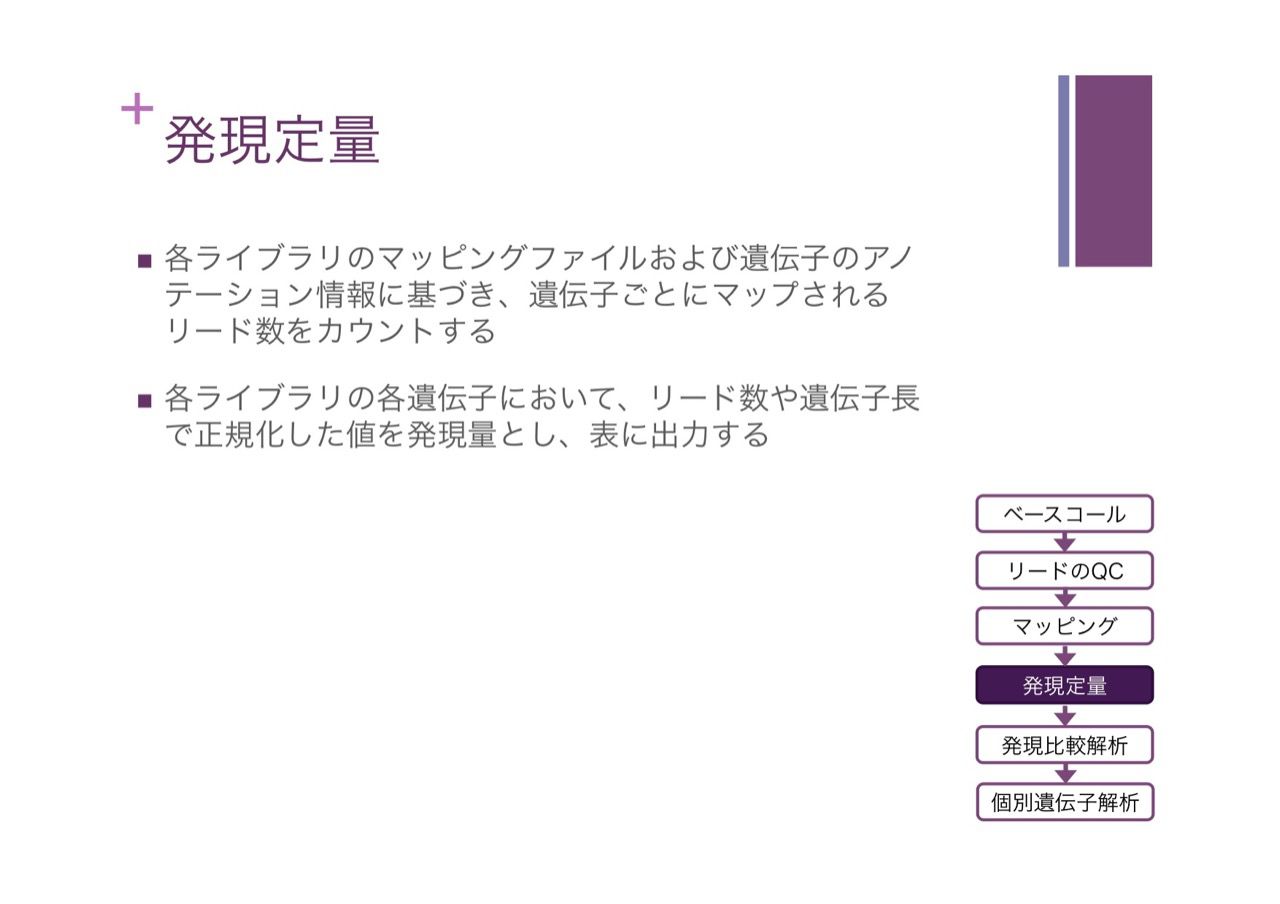 +
発現定量
■ 各ライブラリのマッピングファイルおよび遺伝子のアノ
テーション情報に基づき、遺伝子ごとにマップされる
リード数をカウントする
■ 各ライブラリの各遺伝子において、リード数や遺伝子長
で正規化した値を発現量とし、表に出力する
ベースコール
リードのQC
マッピング
発現定量
発現比較解析
個別遺伝子解析